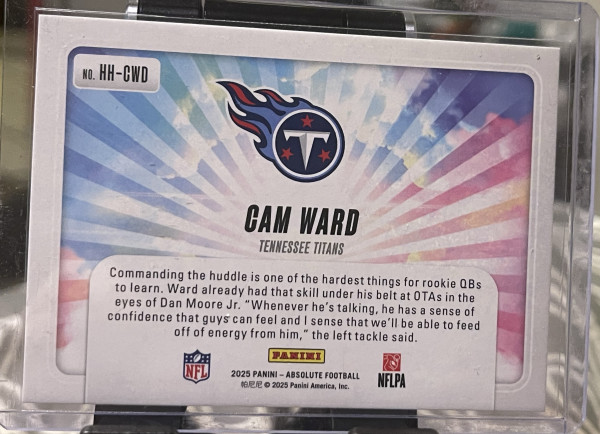 NO. HH-CWD
T
CAM WARD
TENNESSEE TITANS
Commanding the huddle is one of the hardest things for rookie QBs
to learn. Ward already had that skill under his belt at OTAs in the
eyes of Dan Moore Jr. “Whenever he's talking, he has a sense of
confidence that guys can feel and I sense that we'll be able to feed
off of energy from him,” the left tackle said.
NFL
PANINI
NFLPA
2025 PANINI – ABSOLUTE FOOTBALL
帕尼尼 © 2025 Panini America, Inc.